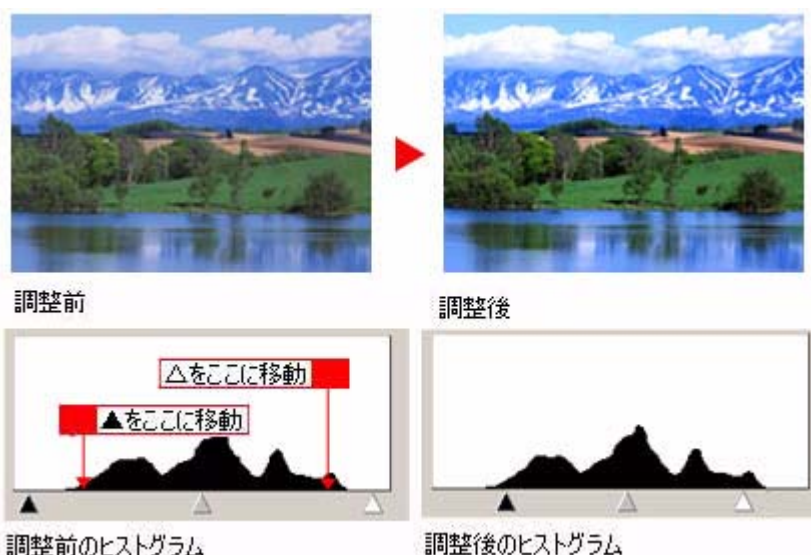 調整前
調整後
△をここに移動
▲をここに移動
調整前のヒストグラム
調整後のヒストグラム